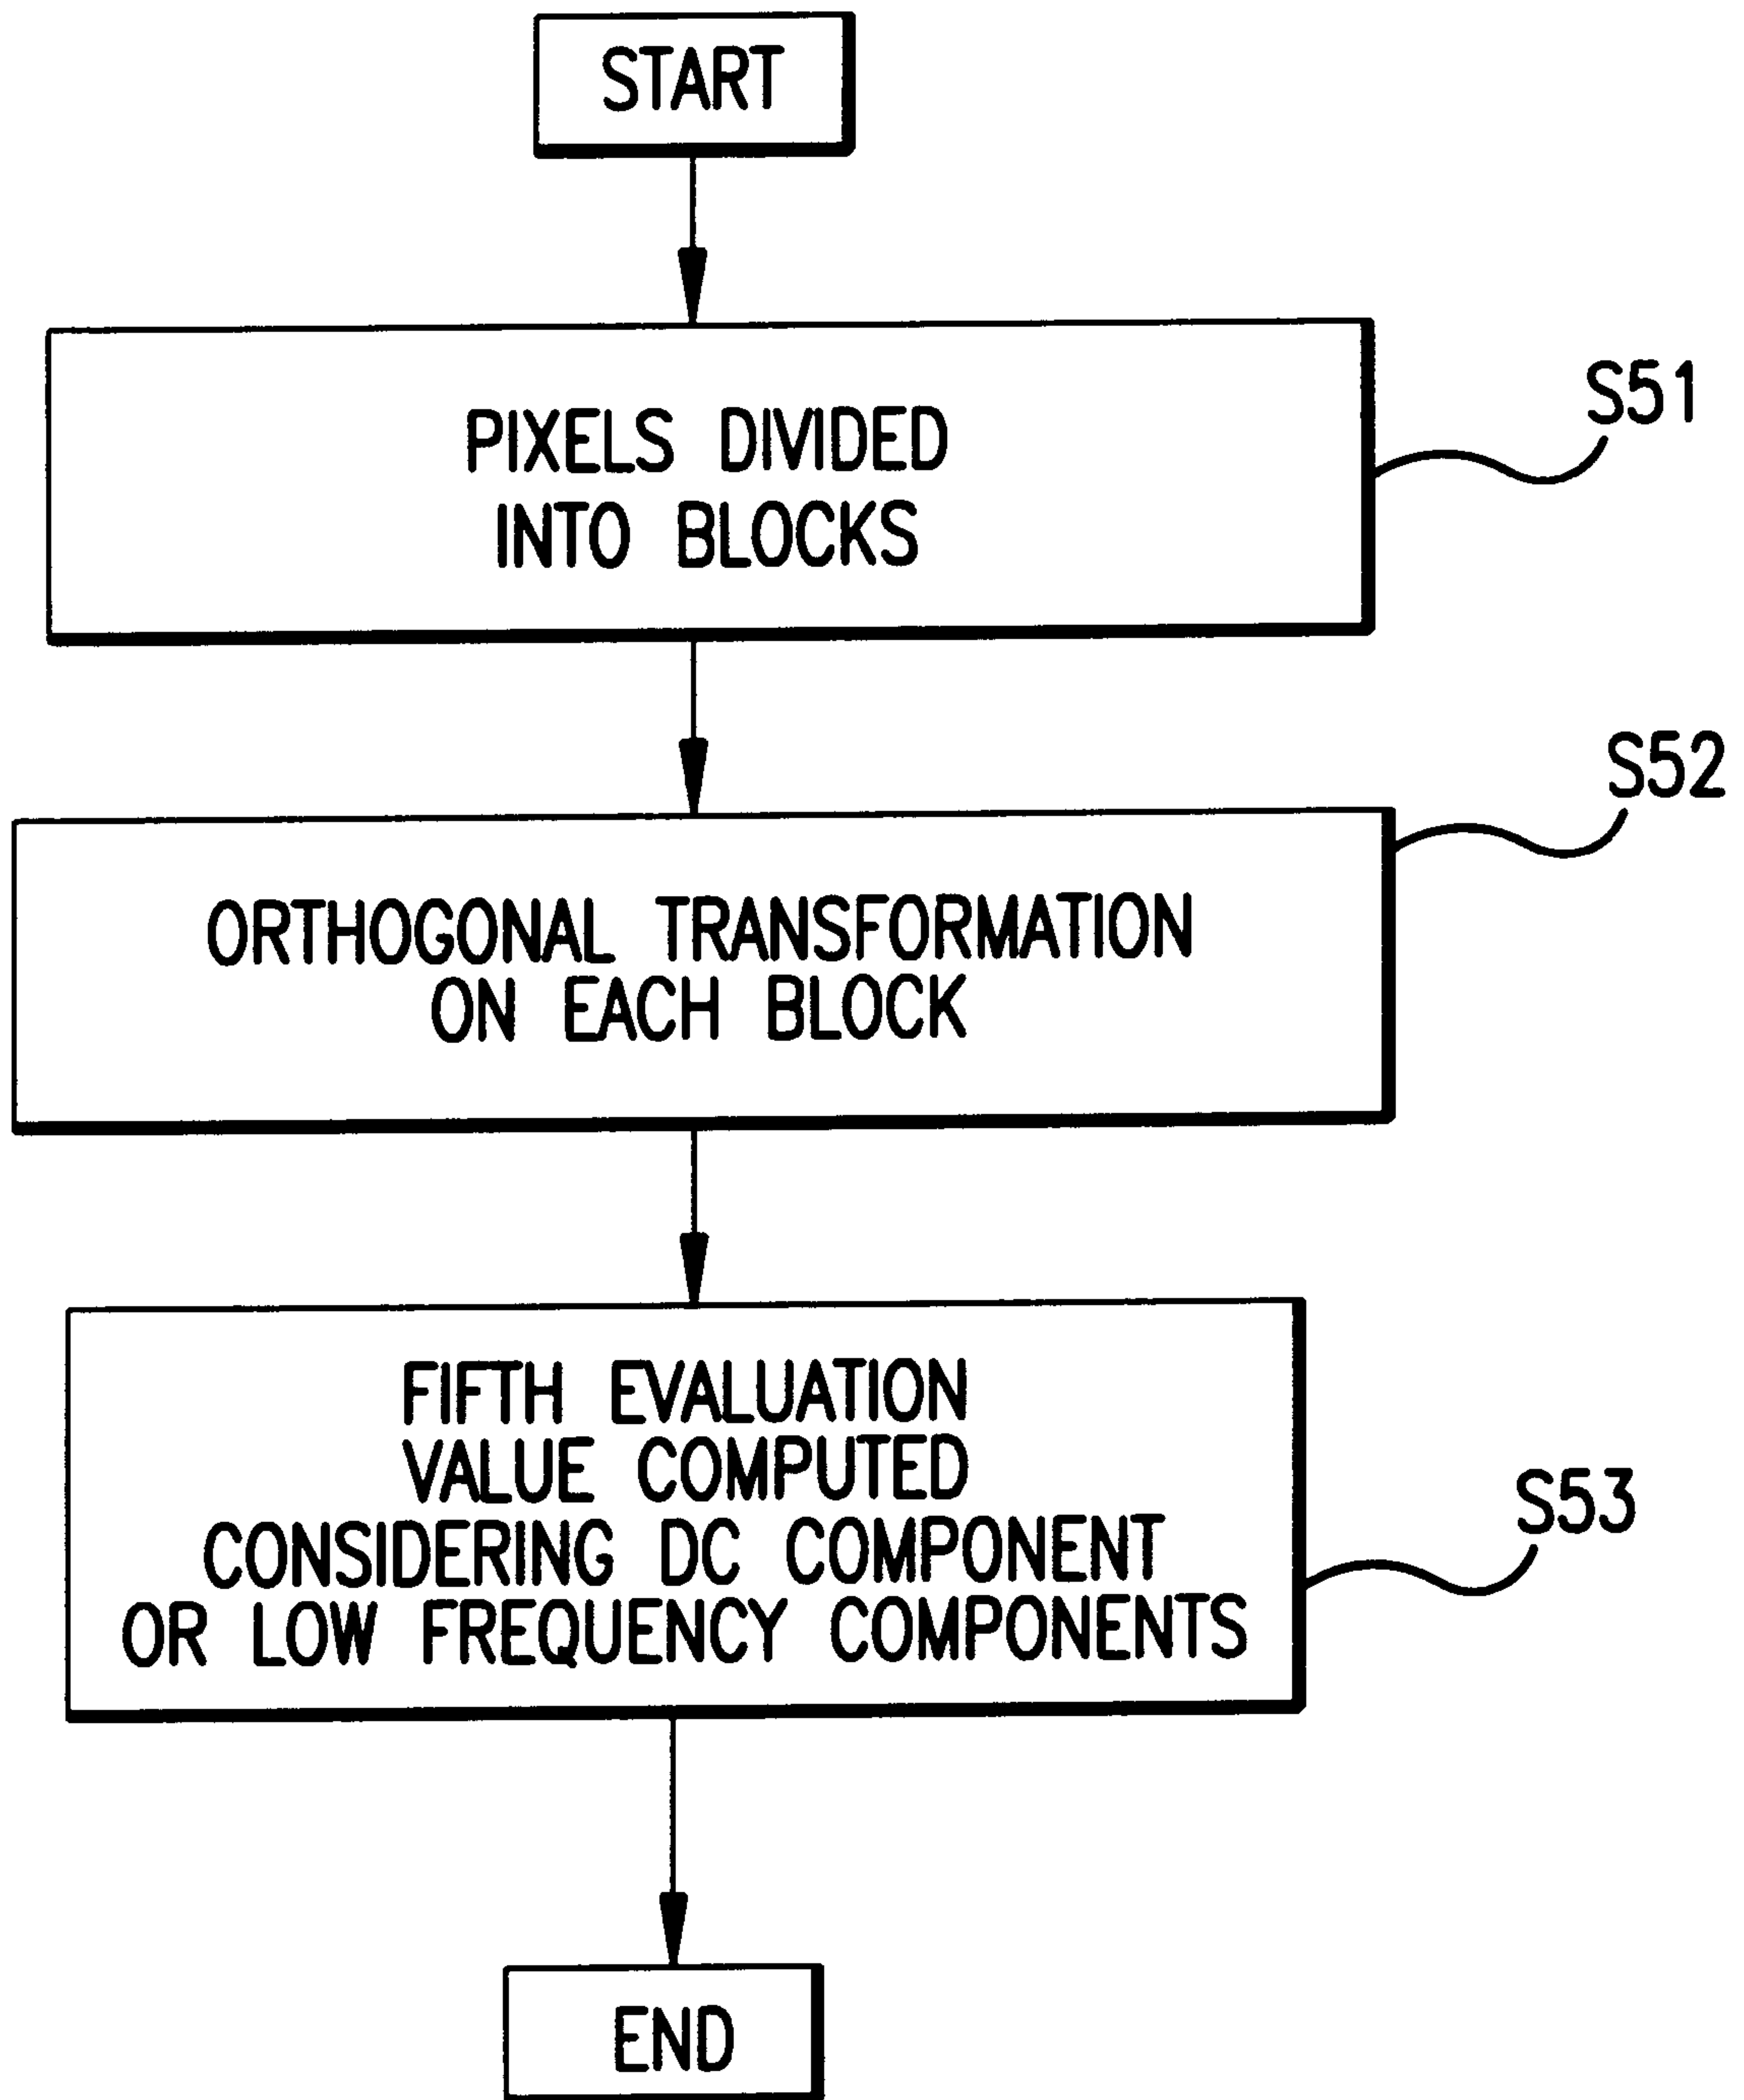 START
PIXELS DIVIDED
INTO BLOCKS
S51
ORTHOGONAL TRANSFORMATION
ON EACH BLOCK
S52
FIFTH EVALUATION
VALUE COMPUTED
CONSIDERING DC COMPONENT
OR LOW FREQUENCY COMPONENTS
S53
END